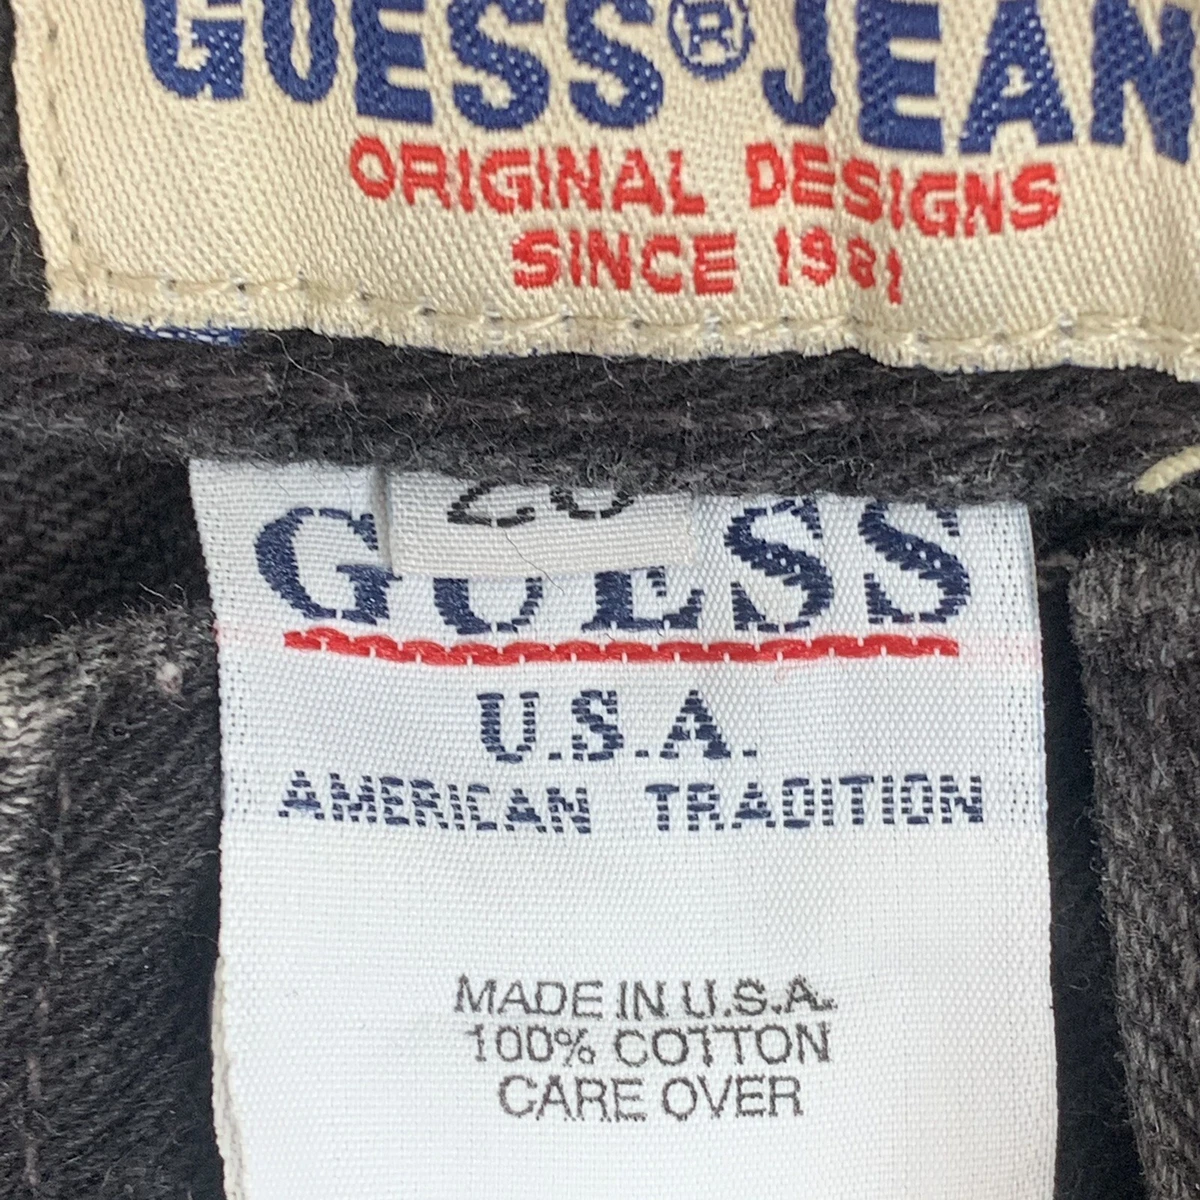 GUESS® JEAN
ORIGINAL DESIGNS
SINCE 1981
GUESS
U.S.A.
AMERICAN TRADITION
MADE IN U.S.A.
100% COTTON
CARE OVER